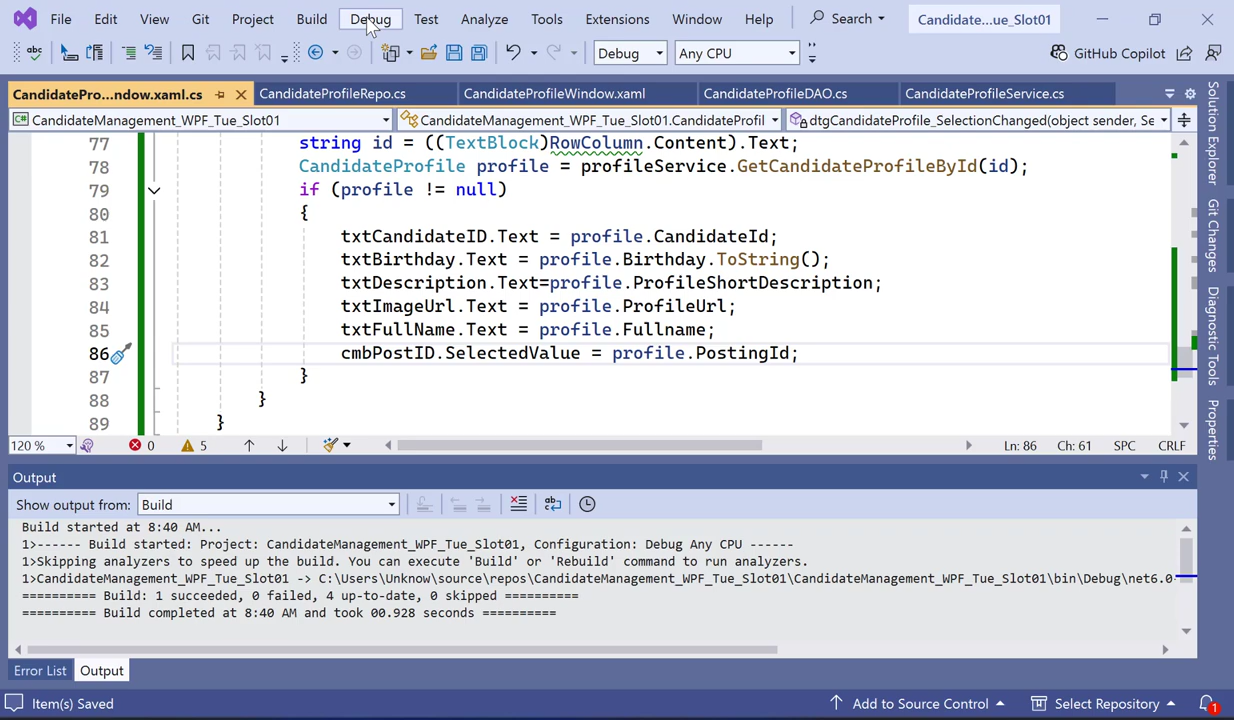 File Edit View Git Project Build Debug Test Analyze Tools Extensions Window Help Search Candidate...ue_Slot01
abc Debug Any CPU GitHub Copilot
CandidatePro...ndow.xaml.cs CandidateProfileRepo.cs CandidateProfileWindow.xaml CandidateProfileDAO.cs CandidateProfileService.cs
C# CandidateManagement_WPF_Tue_Slot01 CandidateManagement_WPF_Tue_Slot01.CandidateProfil dtgCandidateProfile_SelectionChanged(object sender, Se
77 string id = ((TextBlock)RowColumn.Content).Text;
78 CandidateProfile profile = profileService.GetCandidateProfileById(id);
79 if (profile != null)
80 {
81 txtCandidateID.Text = profile.CandidateId;
82 txtBirthday.Text = profile.Birthday.ToString();
83 txtDescription.Text=profile.ProfileShortDescription;
84 txtImageUrl.Text = profile.ProfileUrl;
85 txtFullName.Text = profile.Fullname;
86 cmbPostID.SelectedValue = profile.PostingId;
87 }
88 }
89 }
120 % 0 5 Ln: 86 Ch: 61 SPC CRLF
Output
Show output from: Build
Build started at 8:40 AM...
1>------ Build started: Project: CandidateManagement_WPF_Tue_Slot01, Configuration: Debug Any CPU ------
1>Skipping analyzers to speed up the build. You can execute 'Build' or 'Rebuild' command to run analyzers.
1>CandidateManagement_WPF_Tue_Slot01 -> C:\Users\Unknow\source\repos\CandidateManagement_WPF_Tue_Slot01\CandidateManagement_WPF_Tue_Slot01\bin\Debug\net6.0-
========== Build: 1 succeeded, 0 failed, 4 up-to-date, 0 skipped ==========
========== Build completed at 8:40 AM and took 00.928 seconds ==========
Error List Output
Item(s) Saved Add to Source Control Select Repository 1
Solution Explorer
Git Changes
Diagnostic Tools
Properties